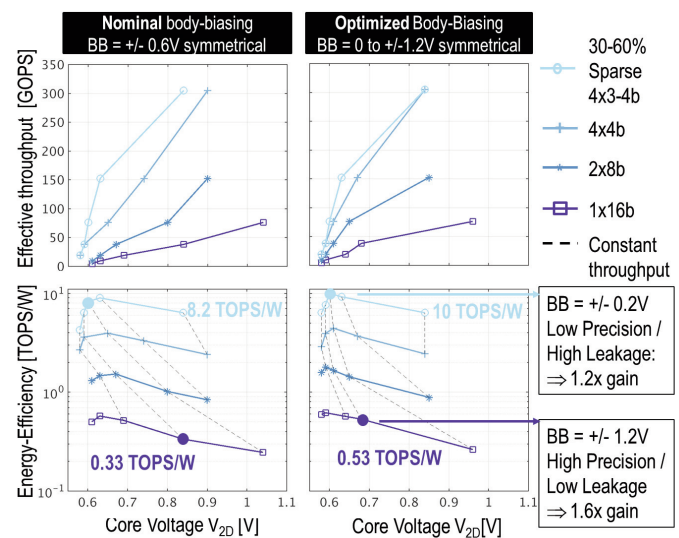 Nominal body-biasing
BB = +/- 0.6V symmetrical
Optimized Body-Biasing
BB = 0 to +/-1.2V symmetrical
Effective throughput [GOPS]
350
300
250
200
150
100
50
0
30-60%
Sparse
4x3-4b
4x4b
2x8b
1x16b
Constant
throughput
Energy-Efficiency [TOPS/W]
10¹
10⁰
10⁻¹
8.2 TOPS/W
0.33 TOPS/W
10 TOPS/W
0.53 TOPS/W
0.6 0.7 0.8 0.9 1 1.1
Core Voltage V2D [V]
0.6 0.7 0.8 0.9 1 1.1
Core Voltage V2D[V]
BB = +/- 0.2V
Low Precision /
High Leakage:
⇒ 1.2x gain
BB = +/- 1.2V
High Precision /
Low Leakage
⇒ 1.6x gain